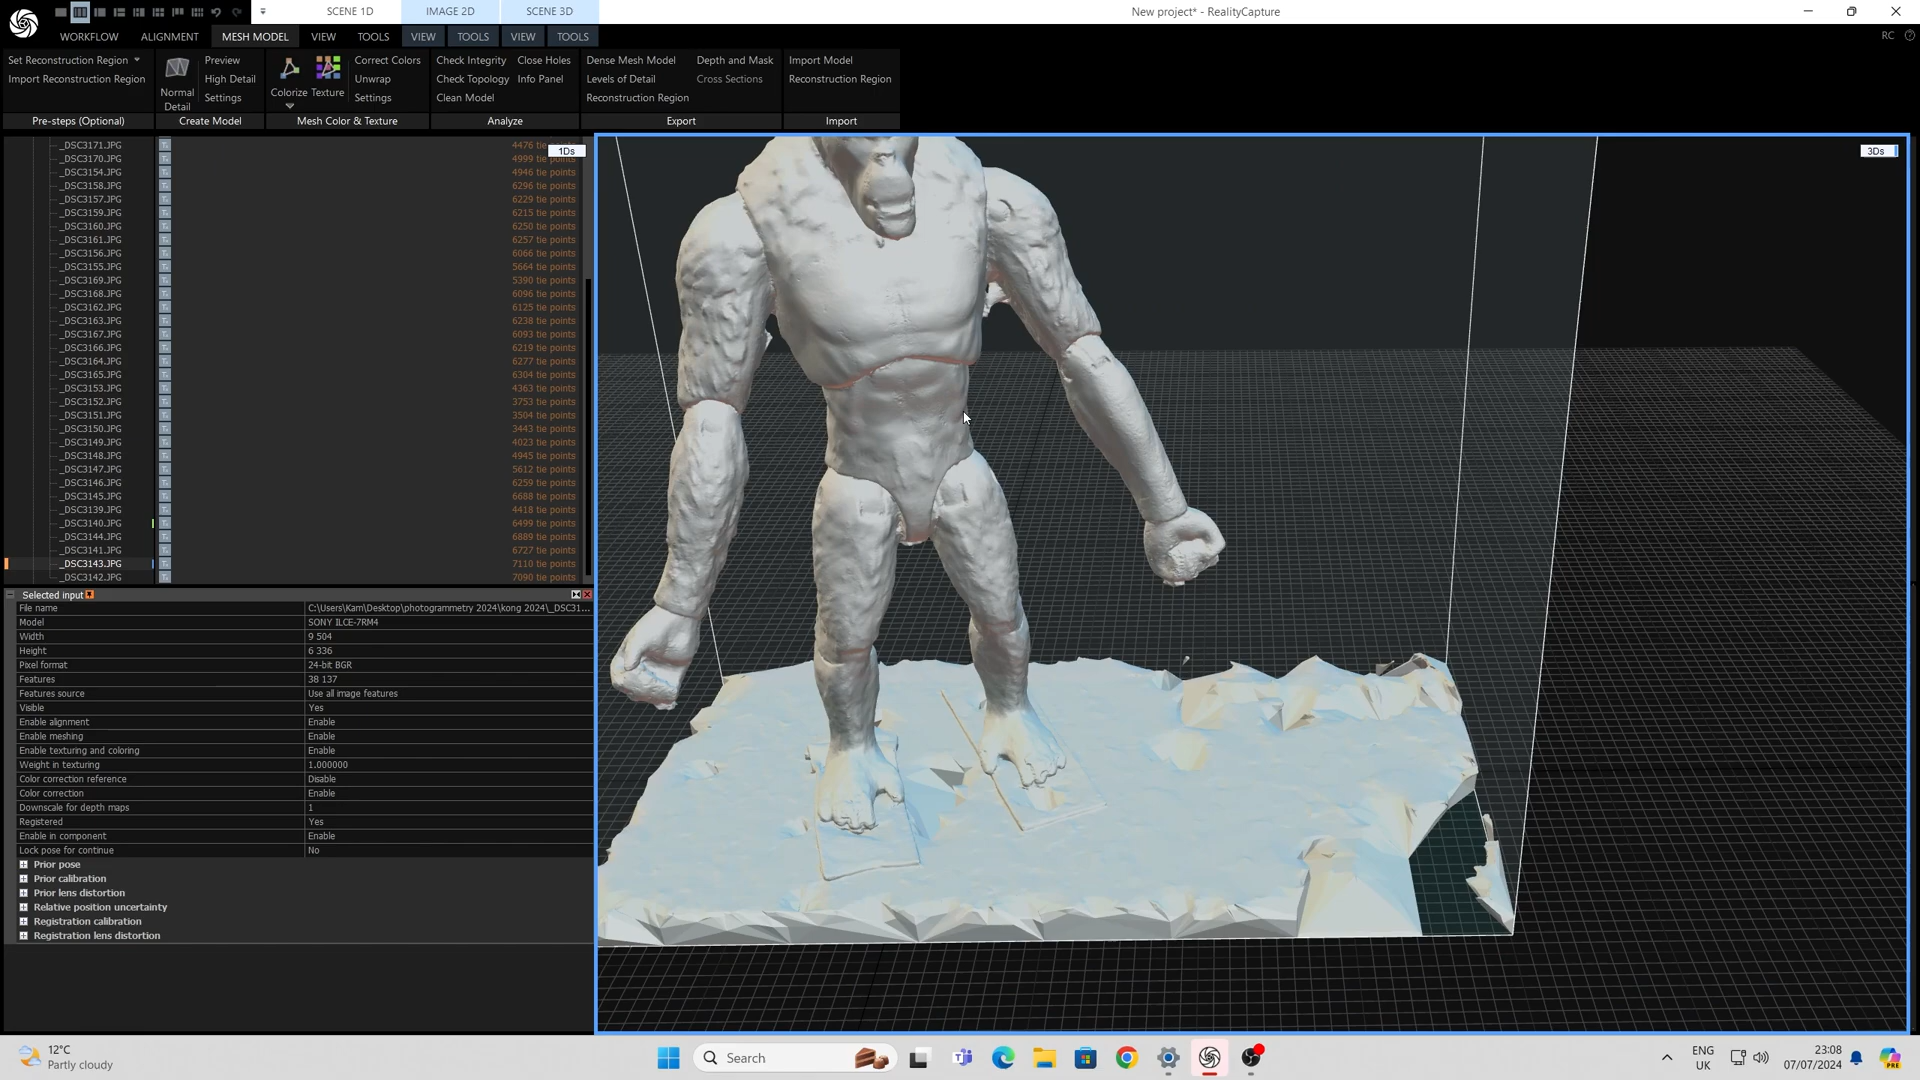 SCENE 1D
IMAGE 2D
SCENE 3D
New project* - RealityCapture
WORKFLOW
ALIGNMENT
MESH MODEL
VIEW
TOOLS
VIEW
TOOLS
VIEW
TOOLS
RC
Set Reconstruction Region
Import Reconstruction Region
Pre-steps (Optional)
Normal
Detail
Preview
High Detail
Settings
Create Model
Colorize
Texture
Correct Colors
Unwrap
Settings
Mesh Color & Texture
Check Integrity
Check Topology
Clean Model
Close Holes
Info Panel
Analyze
Dense Mesh Model
Levels of Detail
Reconstruction Region
Depth and Mask
Cross Sections
Export
Import Model
Reconstruction Region
Import
1Ds
3Ds
_DSC3171.JPG 4476 tie
_DSC3170.JPG 4999 tie points
_DSC3154.JPG 4946 tie points
_DSC3158.JPG 6296 tie points
_DSC3157.JPG 6229 tie points
_DSC3159.JPG 6215 tie points
_DSC3160.JPG 6250 tie points
_DSC3161.JPG 6257 tie points
_DSC3156.JPG 6066 tie points
_DSC3155.JPG 5664 tie points
_DSC3169.JPG 5390 tie points
_DSC3168.JPG 6096 tie points
_DSC3162.JPG 6125 tie points
_DSC3163.JPG 6238 tie points
_DSC3167.JPG 6093 tie points
_DSC3166.JPG 6219 tie points
_DSC3164.JPG 6277 tie points
_DSC3165.JPG 6304 tie points
_DSC3153.JPG 4363 tie points
_DSC3152.JPG 3753 tie points
_DSC3151.JPG 3504 tie points
_DSC3150.JPG 3443 tie points
_DSC3149.JPG 4023 tie points
_DSC3148.JPG 4945 tie points
_DSC3147.JPG 5612 tie points
_DSC3146.JPG 6259 tie points
_DSC3145.JPG 6688 tie points
_DSC3139.JPG 4418 tie points
_DSC3140.JPG 6499 tie points
_DSC3144.JPG 6889 tie points
_DSC3141.JPG 6727 tie points
_DSC3143.JPG 7110 tie points
_DSC3142.JPG 7090 tie points
Selected input
File name C:\Users\Kam\Desktop\photogrammetry 2024\kong 2024\_DSC31...
Model SONY ILCE-7RM4
Width 9 504
Height 6 336
Pixel format 24-bit BGR
Features 38 137
Features source Use all image features
Visible Yes
Enable alignment Enable
Enable meshing Enable
Enable texturing and coloring Enable
Weight in texturing 1.000000
Color correction reference Disable
Color correction Enable
Downscale for depth maps 1
Registered Yes
Enable in component Enable
Lock pose for continue No
Prior pose
Prior calibration
Prior lens distortion
Relative position uncertainty
Registration calibration
Registration lens distortion
12°C
Partly cloudy
Search
ENG
UK
23:08
07/07/2024
PRE